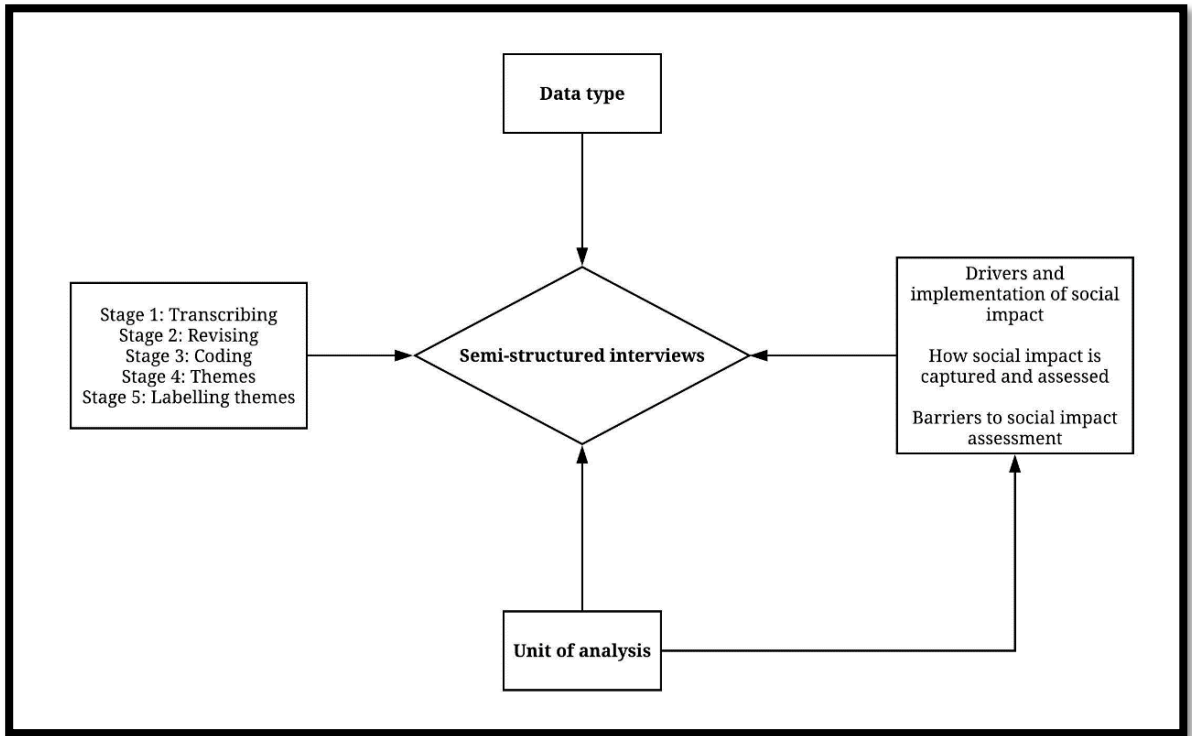 Data type
Stage 1: Transcribing
Stage 2: Revising
Stage 3: Coding
Stage 4: Themes
Stage 5: Labelling themes
Semi-structured interviews
Drivers and
implementation of social
impact
How social impact is
captured and assessed
Barriers to social impact
assessment
Unit of analysis